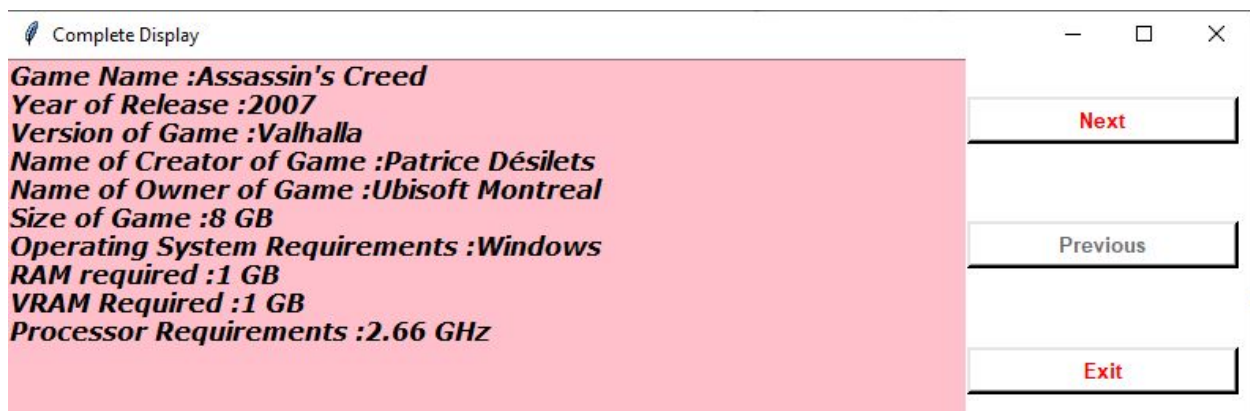 Complete Display
Game Name :Assassin's Creed
Year of Release :2007
Version of Game :Valhalla
Name of Creator of Game :Patrice Désilets
Name of Owner of Game :Ubisoft Montreal
Size of Game :8 GB
Operating System Requirements :Windows
RAM required :1 GB
VRAM Required :1 GB
Processor Requirements :2.66 GHz
Next
Previous
Exit